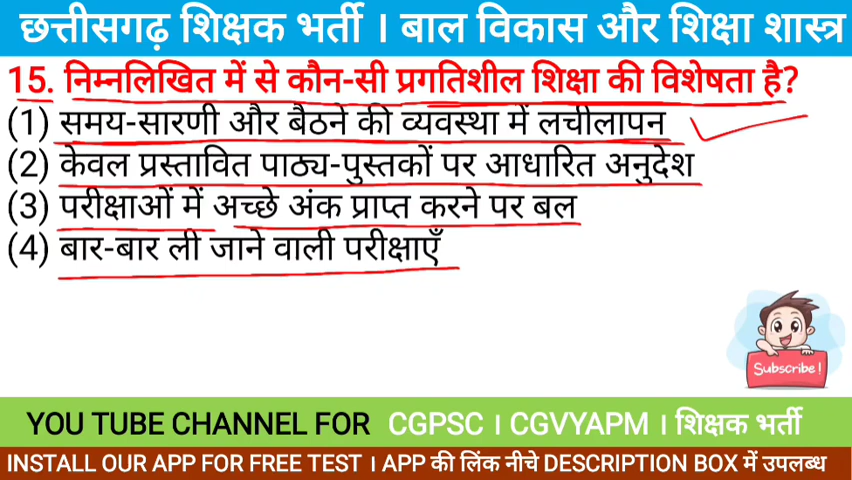 छत्तीसगढ़ शिक्षक भर्ती । बाल विकास और शिक्षा शास्त्र
15. निम्नलिखित में से कौन-सी प्रगतिशील शिक्षा की विशेषता है?
(1) समय-सारणी और बैठने की व्यवस्था में लचीलापन
(2) केवल प्रस्तावित पाठ्य-पुस्तकों पर आधारित अनुदेश
(3) परीक्षाओं में अच्छे अंक प्राप्त करने पर बल
(4) बार-बार ली जाने वाली परीक्षाएँ
Subscribe!
YOU TUBE CHANNEL FOR CGPSC । CGVYAPM । शिक्षक भर्ती
INSTALL OUR APP FOR FREE TEST । APP की लिंक नीचे DESCRIPTION BOX में उपलब्ध